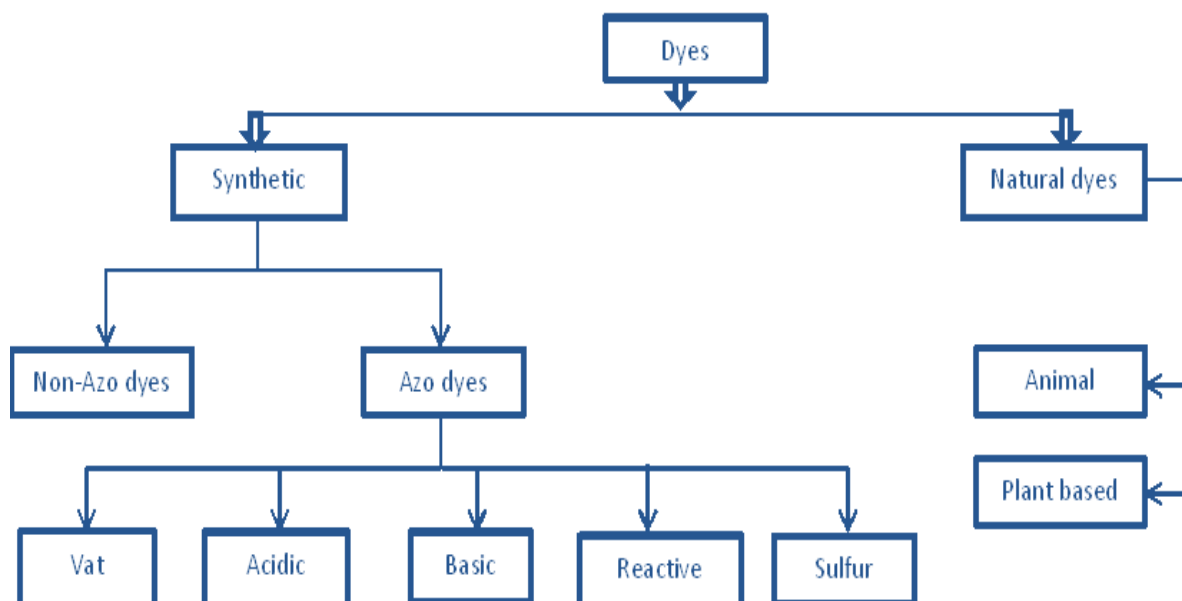 Dyes
Synthetic
Natural dyes
Non-Azo dyes
Azo dyes
Animal
Plant based
Vat
Acidic
Basic
Reactive
Sulfur